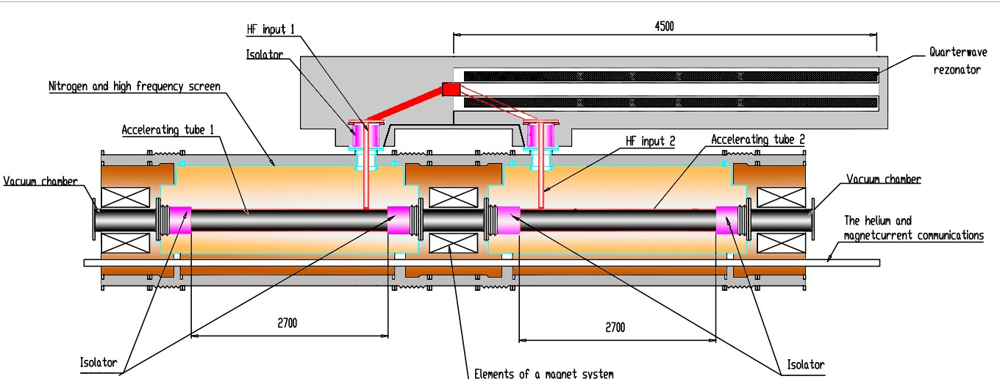 HF input 1
4500
Isolator
Quarterwave
rezonator
Nitrogen and high frequency screen
Accelerating tube 1
HF input 2
Accelerating tube 2
Vacuum chamber
Vacuum chamber
The helium and
magnetcurrent communications
2700
2700
Isolator
Isolator
Elements of a magnet system